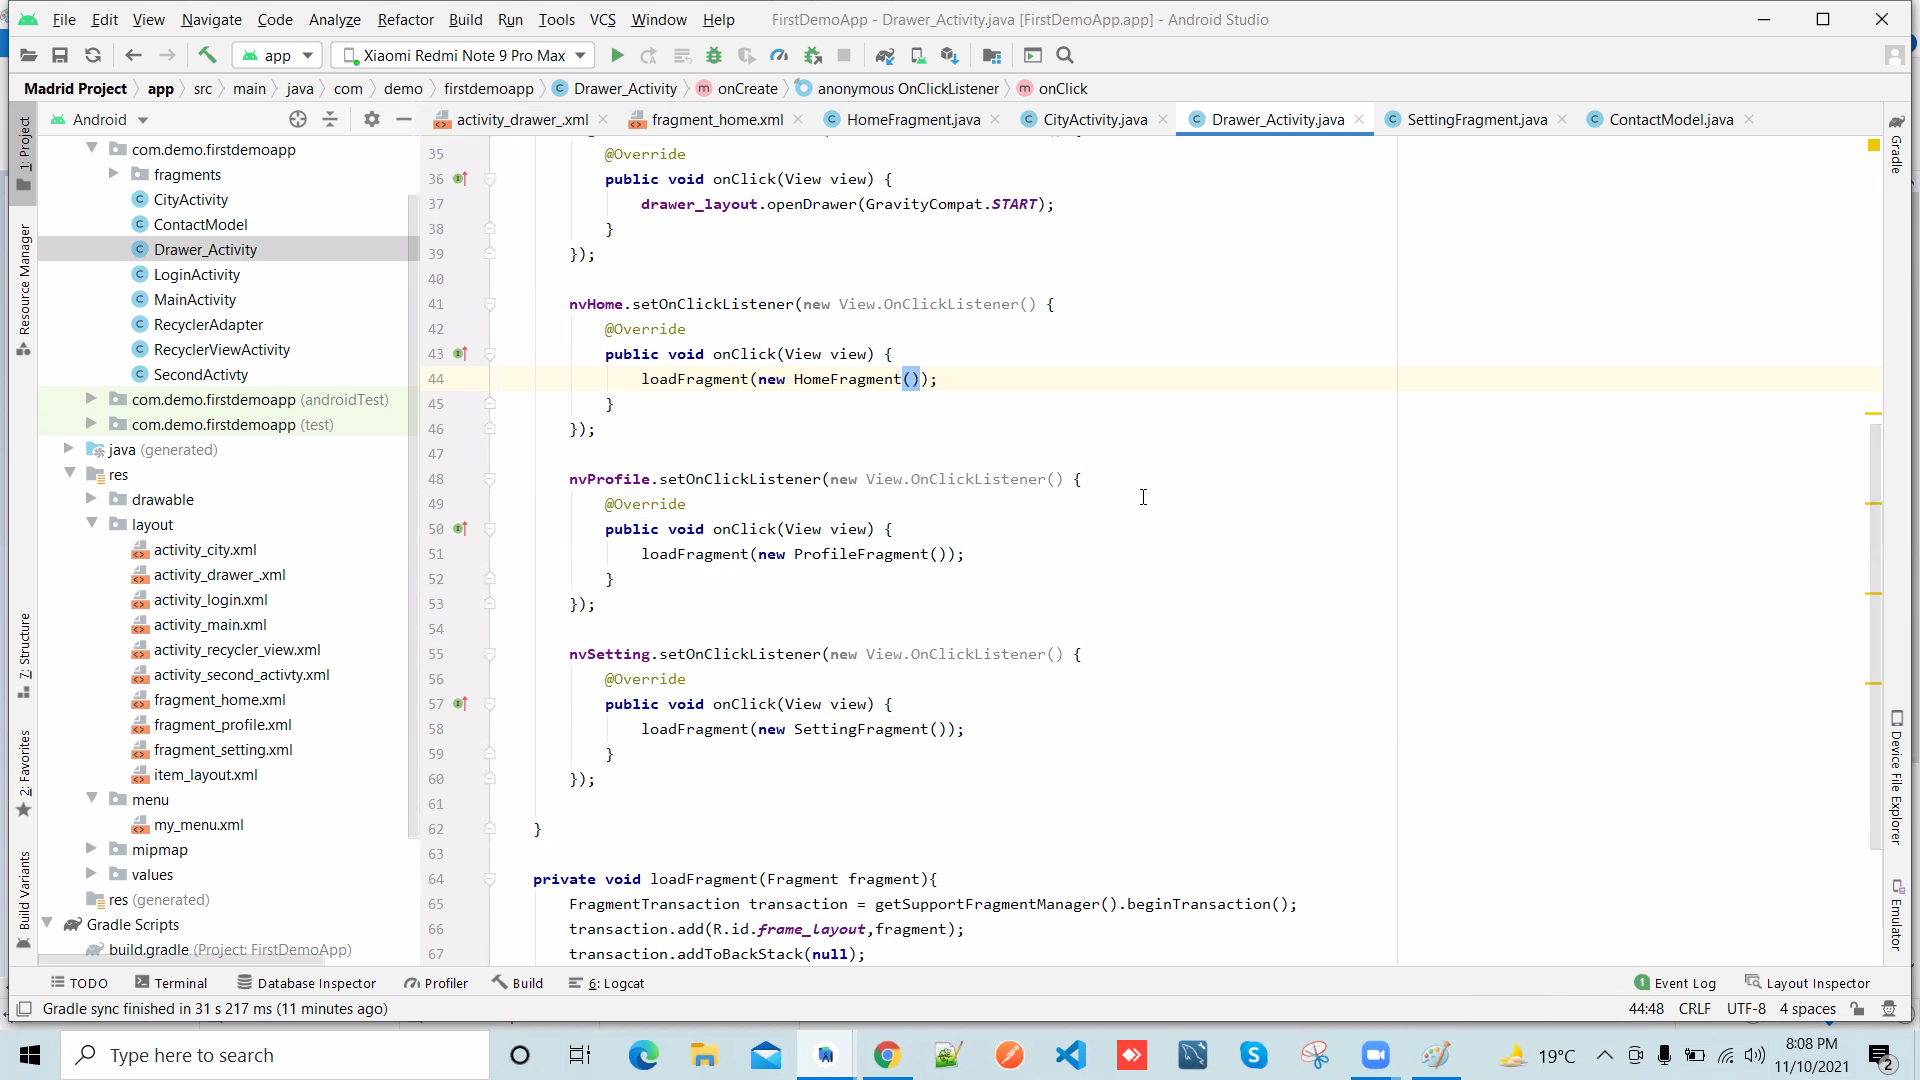 File Edit View Navigate Code Analyze Refactor Build Run Tools VCS Window Help FirstDemoApp - Drawer_Activity.java [FirstDemoApp.app] - Android Studio
app Xiaomi Redmi Note 9 Pro Max
Madrid Project app src main java com demo firstdemoapp Drawer_Activity onCreate anonymous OnClickListener onClick
Android
activity_drawer_.xml fragment_home.xml HomeFragment.java CityActivity.java Drawer_Activity.java SettingFragment.java ContactModel.java
1: Project
Resource Manager
7: Structure
2: Favorites
Build Variants
com.demo.firstdemoapp
fragments
CityActivity
ContactModel
Drawer_Activity
LoginActivity
MainActivity
RecyclerAdapter
RecyclerViewActivity
SecondActivty
com.demo.firstdemoapp (androidTest)
com.demo.firstdemoapp (test)
java (generated)
res
drawable
layout
activity_city.xml
activity_drawer_.xml
activity_login.xml
activity_main.xml
activity_recycler_view.xml
activity_second_activty.xml
fragment_home.xml
fragment_profile.xml
fragment_setting.xml
item_layout.xml
menu
my_menu.xml
mipmap
values
res (generated)
Gradle Scripts
build.gradle (Project: FirstDemoApp)
35 @Override
36 public void onClick(View view) {
37 drawer_layout.openDrawer(GravityCompat.START);
38 }
39 });
40
41 nvHome.setOnClickListener(new View.OnClickListener() {
42 @Override
43 public void onClick(View view) {
44 loadFragment(new HomeFragment());
45 }
46 });
47
48 nvProfile.setOnClickListener(new View.OnClickListener() {
49 @Override
50 public void onClick(View view) {
51 loadFragment(new ProfileFragment());
52 }
53 });
54
55 nvSetting.setOnClickListener(new View.OnClickListener() {
56 @Override
57 public void onClick(View view) {
58 loadFragment(new SettingFragment());
59 }
60 });
61
62 }
63
64 private void loadFragment(Fragment fragment){
65 FragmentTransaction transaction = getSupportFragmentManager().beginTransaction();
66 transaction.add(R.id.frame_layout,fragment);
67 transaction.addToBackStack(null);
Gradle
Device File Explorer
Emulator
TODO Terminal Database Inspector Profiler Build 6: Logcat 1 Event Log Layout Inspector
Gradle sync finished in 31 s 217 ms (11 minutes ago) 44:48 CRLF UTF-8 4 spaces
Type here to search 19°C 8:08 PM
11/10/2021 2